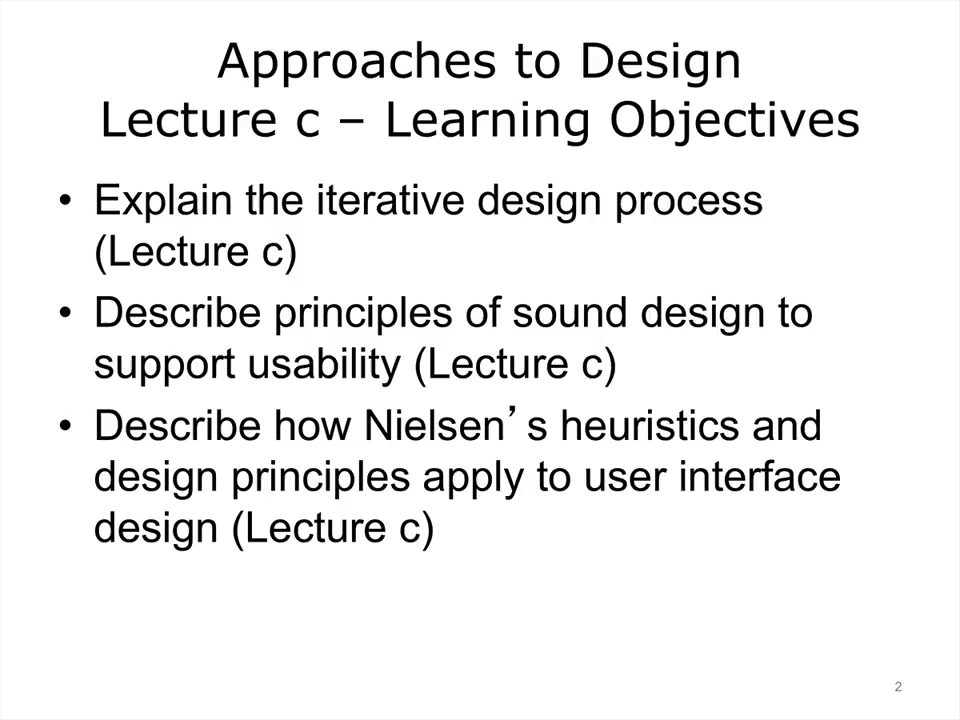 Approaches to Design
Lecture c – Learning Objectives
• Explain the iterative design process
(Lecture c)
• Describe principles of sound design to
support usability (Lecture c)
• Describe how Nielsen’s heuristics and
design principles apply to user interface
design (Lecture c)
2